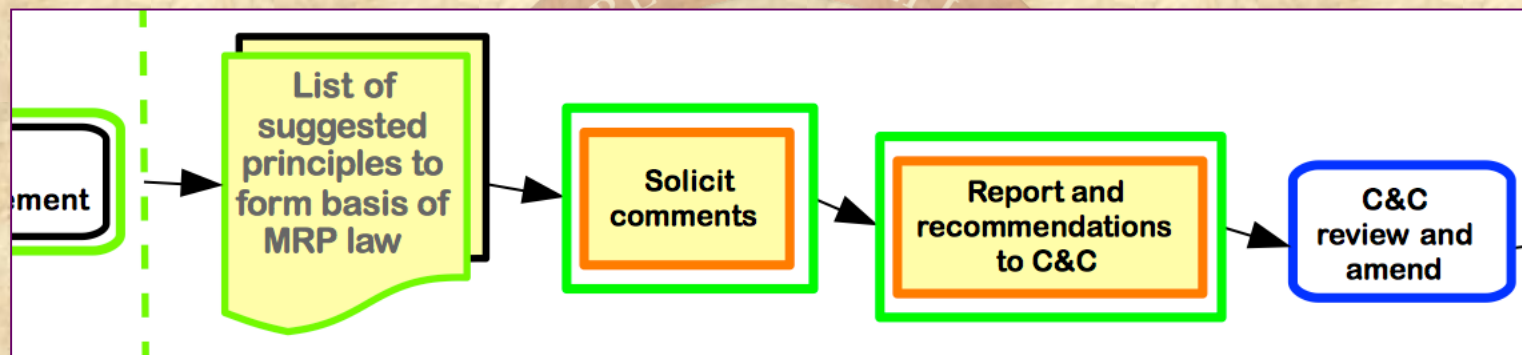 ement
List of
suggested
principles to
form basis of
MRP law
Solicit
comments
Report and
recommendations
to C&C
C&C
review and
amend